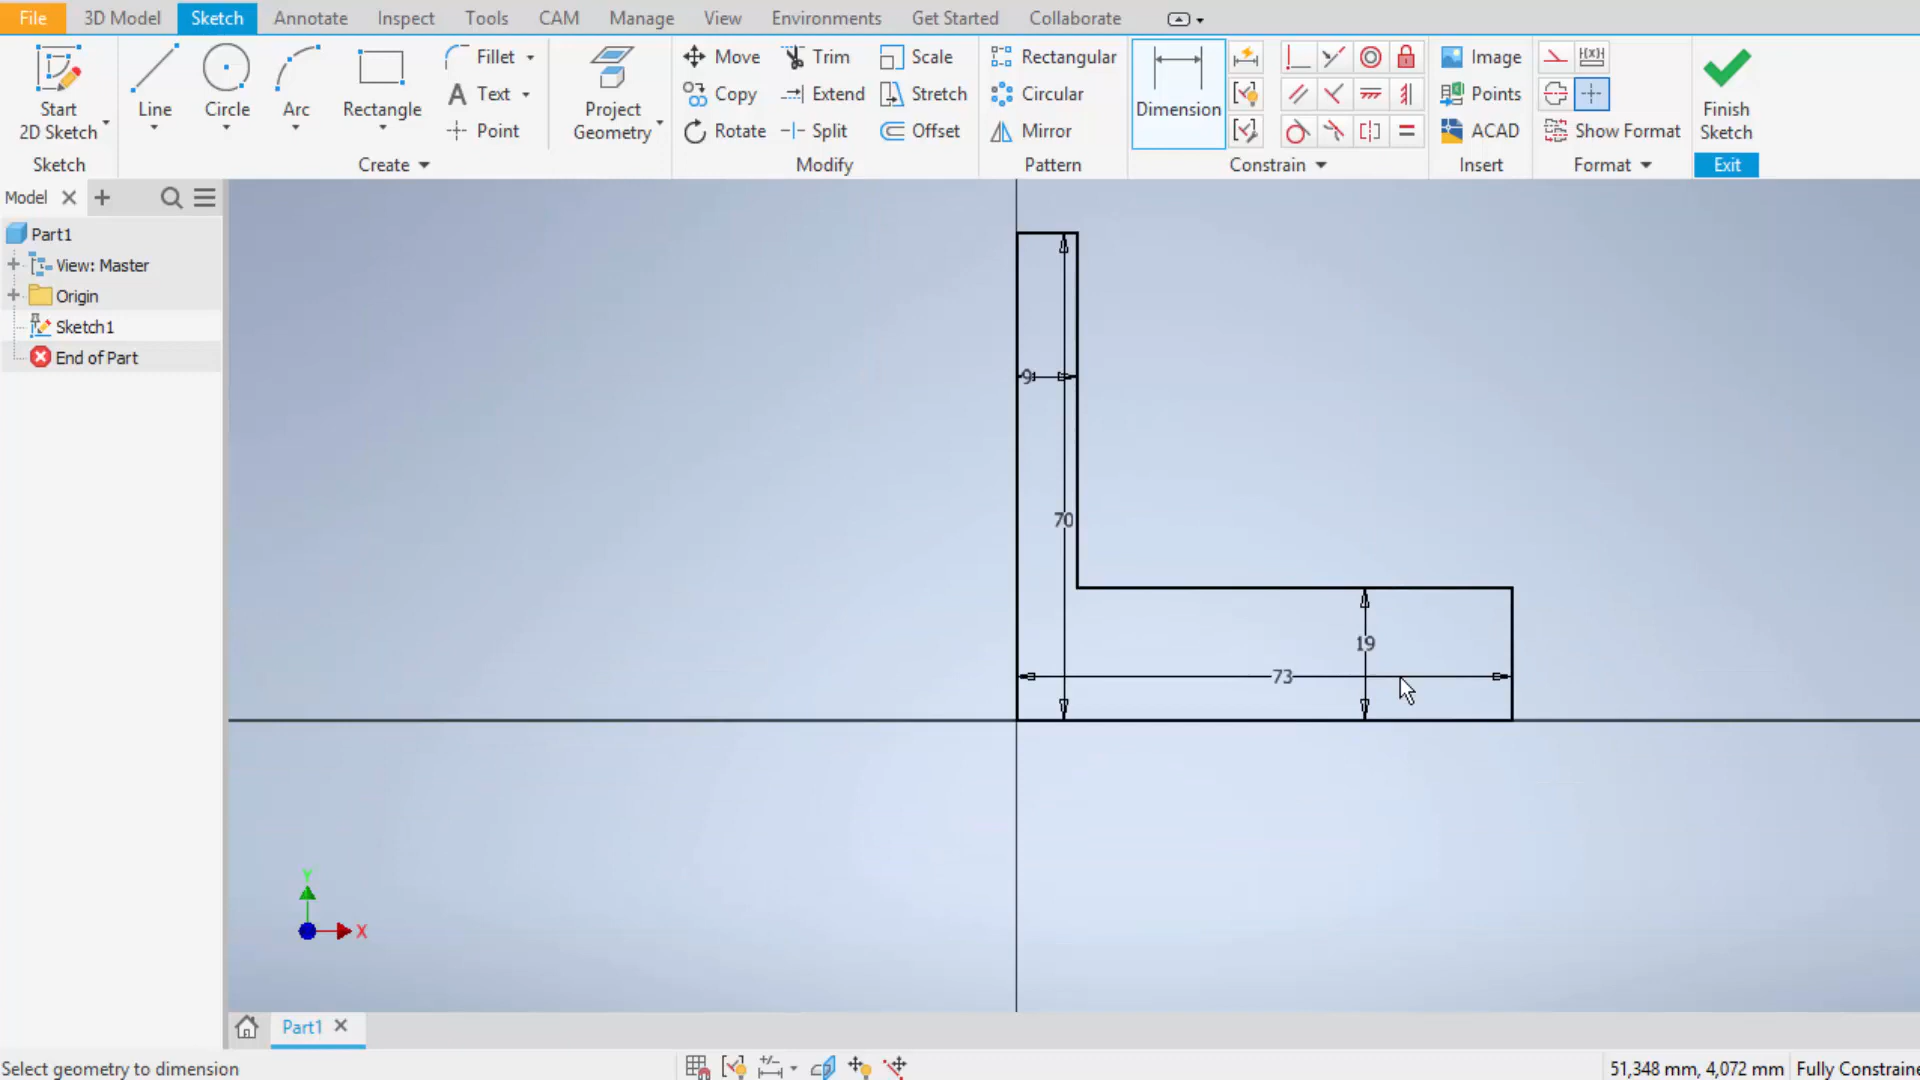 File 3D Model Sketch Annotate Inspect Tools CAM Manage View Environments Get Started Collaborate
Start
2D Sketch
Line
Circle
Arc
Rectangle
Fillet
Text
Point
Project
Geometry
Move
Copy
Rotate
Trim
Extend
Split
Scale
Stretch
Offset
Rectangular
Circular
Mirror
Dimension
Image
Points
ACAD
Show Format
Finish
Sketch
Sketch Create Modify Pattern Constrain Insert Format Exit
Model
Part1
View: Master
Origin
Sketch1
End of Part
9
70
19
73
Y
X
Part1
Select geometry to dimension
51,348 mm, 4,072 mm Fully Constraine